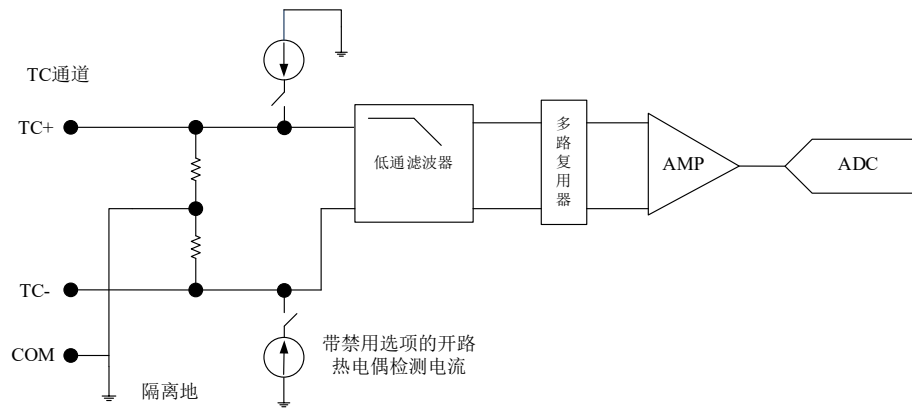 TC通道
TC+
TC-
COM
隔离地
低通滤波器
多路复用器
AMP
ADC
带禁用选项的开路
热电偶检测电流